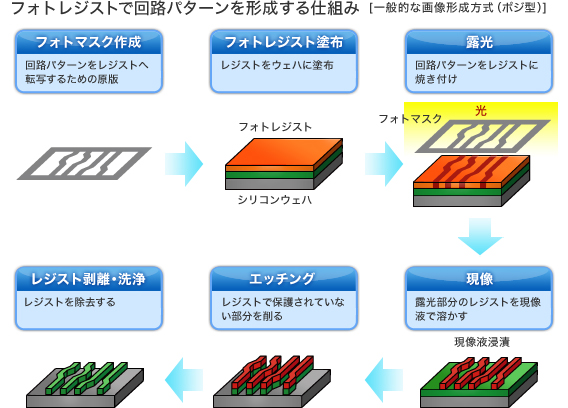 フォトレジストで回路パターンを形成する仕組み [一般的な画像形成方式（ポジ型）]
フォトマスク作成
回路パターンをレジストへ
転写するための原版
フォトレジスト塗布
レジストをウェハに塗布
露光
回路パターンをレジストに
焼き付け
フォトレジスト
シリコンウェハ
光
フォトマスク
現像
露光部分のレジストを現像
液で溶かす
現像液浸漬
エッチング
レジストで保護されていな
い部分を削る
レジスト剥離・洗浄
レジストを除去する